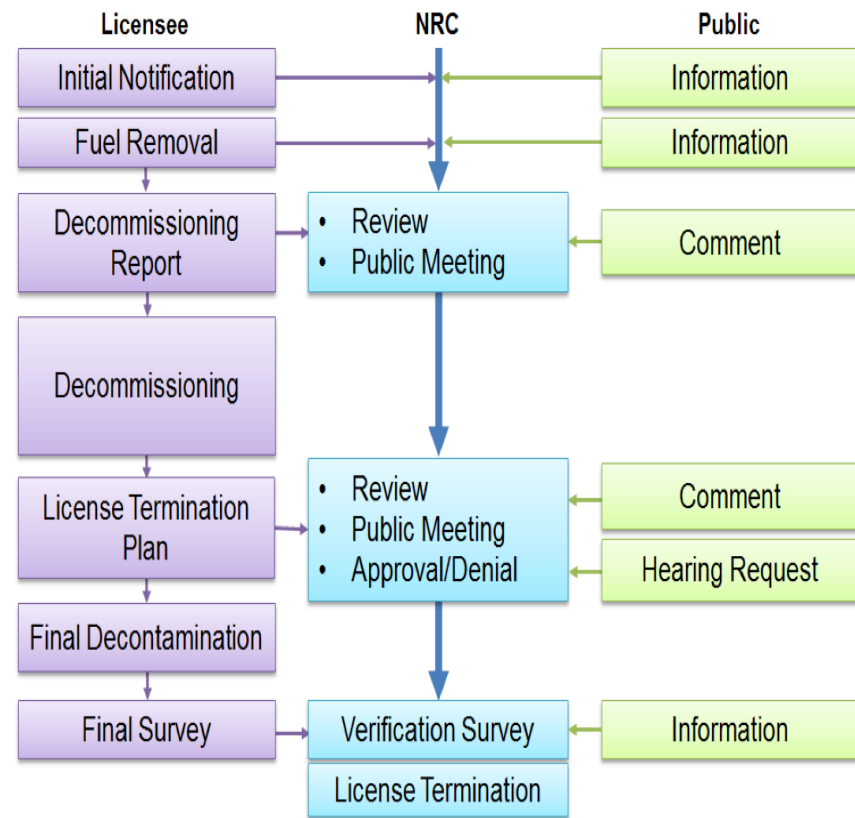 Licensee NRC Public
Initial Notification Information
Fuel Removal Information
Decommissioning
Report
• Review
• Public Meeting
Comment
Decommissioning
License Termination
Plan
• Review
• Public Meeting
• Approval/Denial
Comment
Hearing Request
Final Decontamination
Final Survey Verification Survey Information
License Termination